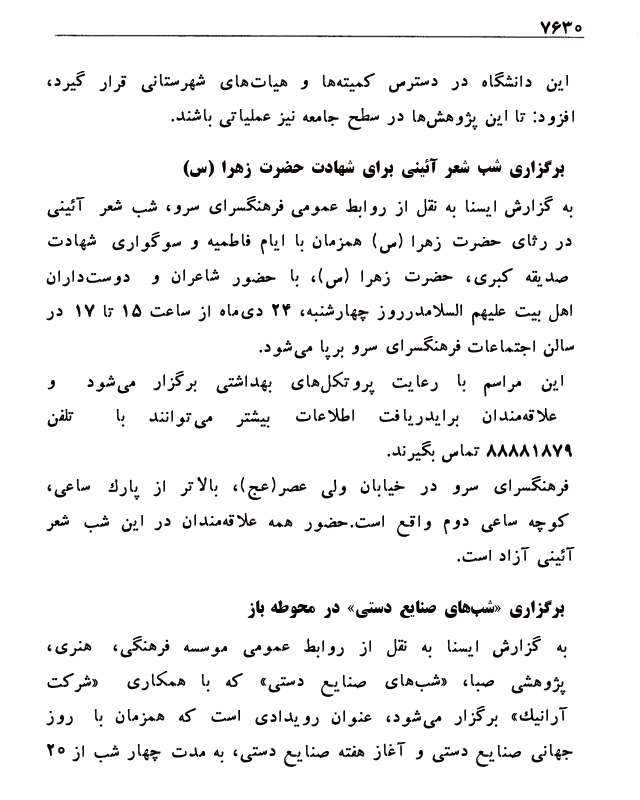 ۷۶۳۰
این دانشگاه در دسترس کمیته‌ها و هیات‌های شهرستانی قرار گیرد،
افزود: تا این پژوهش‌ها در سطح جامعه نیز عملیاتی باشند.
برگزاری شب شعر آئینی برای شهادت حضرت زهرا (س)
به گزارش ایسنا به نقل از روابط عمومی فرهنگسرای سرو، شب شعر آئینی
در رثای حضرت زهرا (س) همزمان با ایام فاطمیه و سوگواری شهادت
صدیقه کبری، حضرت زهرا (س)، با حضور شاعران و دوست‌داران
اهل بیت علیهم السلامدرروز چهارشنبه، ۲۴ دی‌ماه از ساعت ۱۵ تا ۱۷ در
سالن اجتماعات فرهنگسرای سرو برپا می‌شود.
این مراسم با رعایت پروتکل‌های بهداشتی برگزار می‌شود و
علاقه‌مندان برایدریافت اطلاعات بیشتر می‌توانند با تلفن
۸۸۸۸۱۸۷۹ تماس بگیرند.
فرهنگسرای سرو در خیابان ولی عصر(عج)، بالاتر از پارك ساعی،
کوچه ساعی دوم واقع است.حضور همه علاقه‌مندان در این شب شعر
آئینی آزاد است.
برگزاری «شب‌های صنایع دستی» در محوطه باز
به گزارش ایسنا به نقل از روابط عمومی موسسه فرهنگی، هنری،
پژوهشی صبا، «شب‌های صنایع دستی» که با همکاری «شرکت
آرانیك» برگزار می‌شود، عنوان رویدادی است که همزمان با روز
جهانی صنایع دستی و آغاز هفته صنایع دستی، به مدت چهار شب از ۲۰